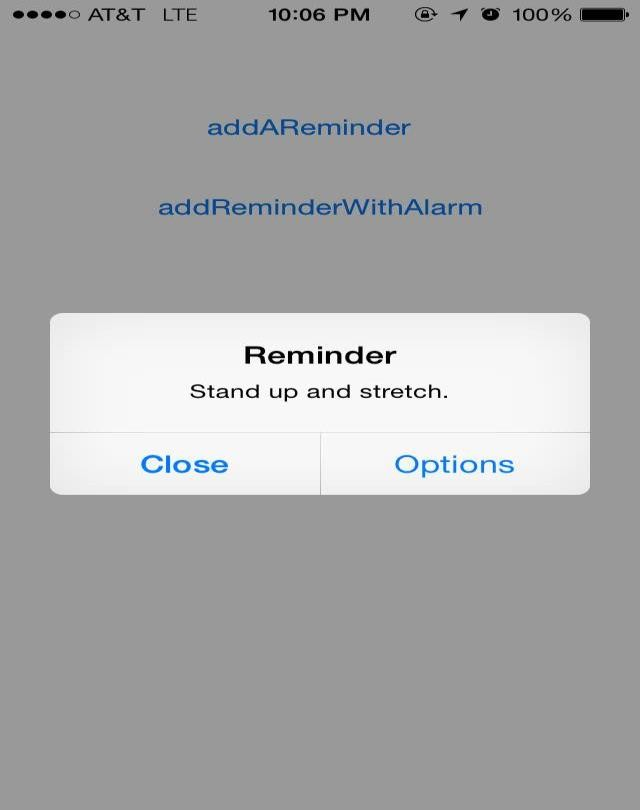 AT&T LTE 10:06 PM 100%
addAReminder
addReminderWithAlarm
Reminder
Stand up and stretch.
Close Options